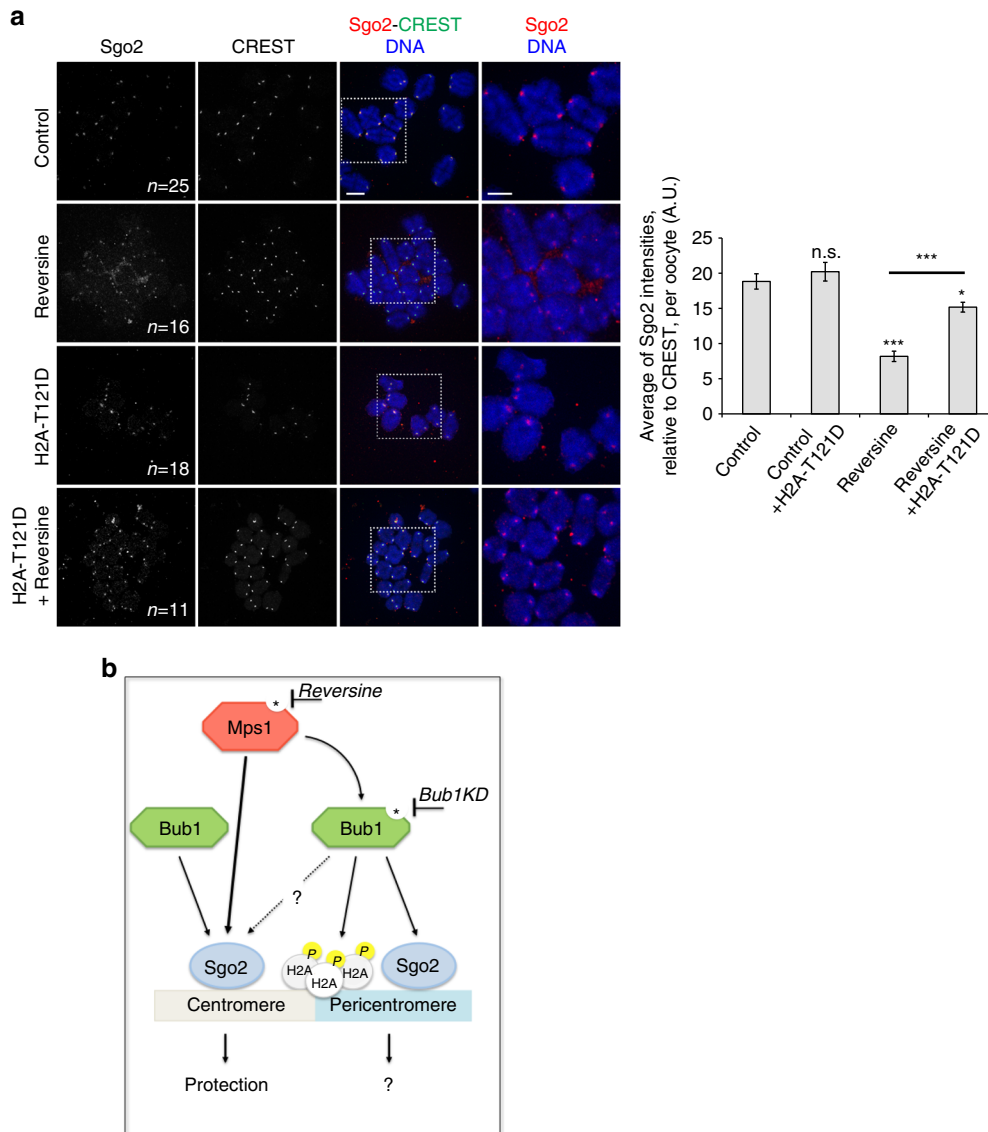 a
Sgo2
CREST
Sgo2-CREST
DNA
Sgo2
DNA
Control
n=25
Reversine
n=16
H2A-T121D
n=18
H2A-T121D
+ Reversine
n=11
Average of Sgo2 intensities,
relative to CREST, per oocyte (A.U.)
25
20
15
10
5
0
n.s.
***
***
*
Control
Control
+H2A-T121D
Reversine
Reversine
+H2A-T121D
b
Reversine
*
Mps1
Bub1KD
*
Bub1
Bub1
?
P
P
P
H2A
H2A
H2A
Sgo2
Sgo2
Centromere
Pericentromere
Protection
?